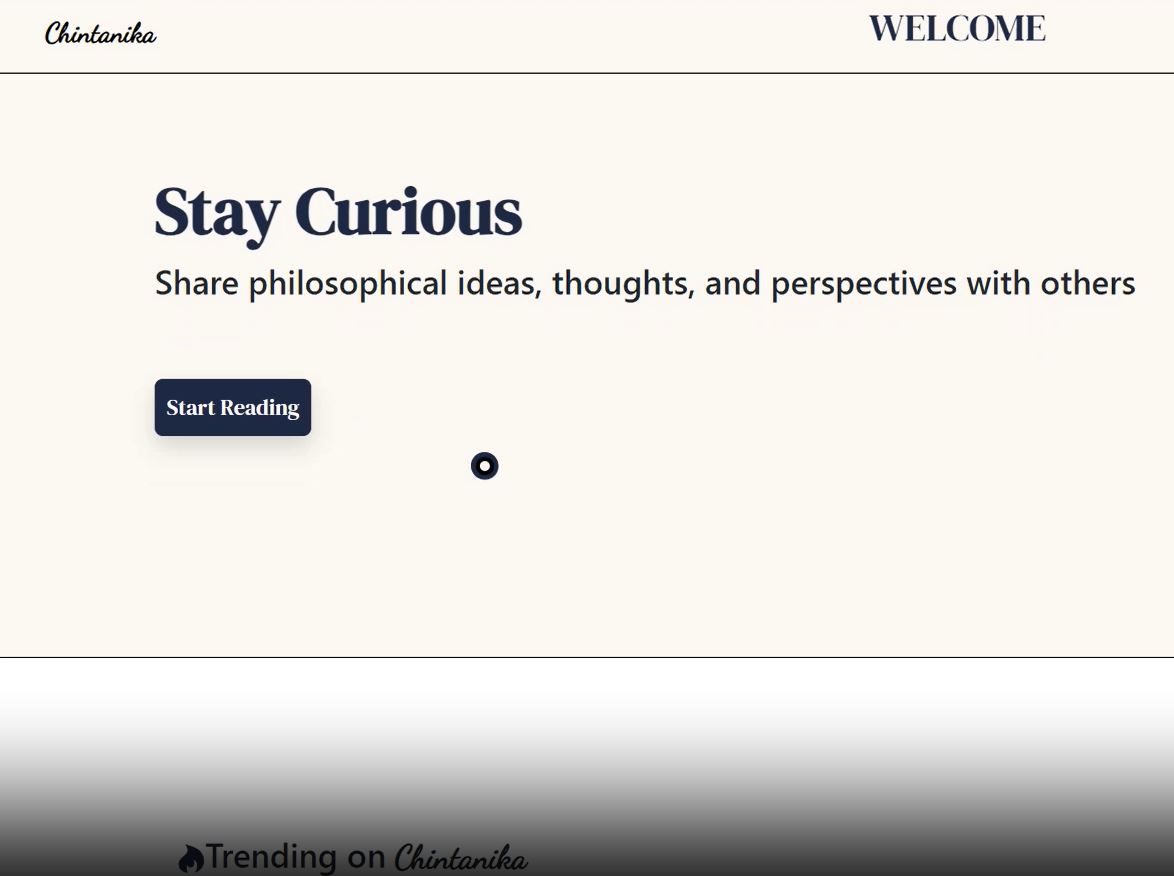 Chintanika
WELCOME
Stay Curious
Share philosophical ideas, thoughts, and perspectives with others
Start Reading
Trending on Chintanika